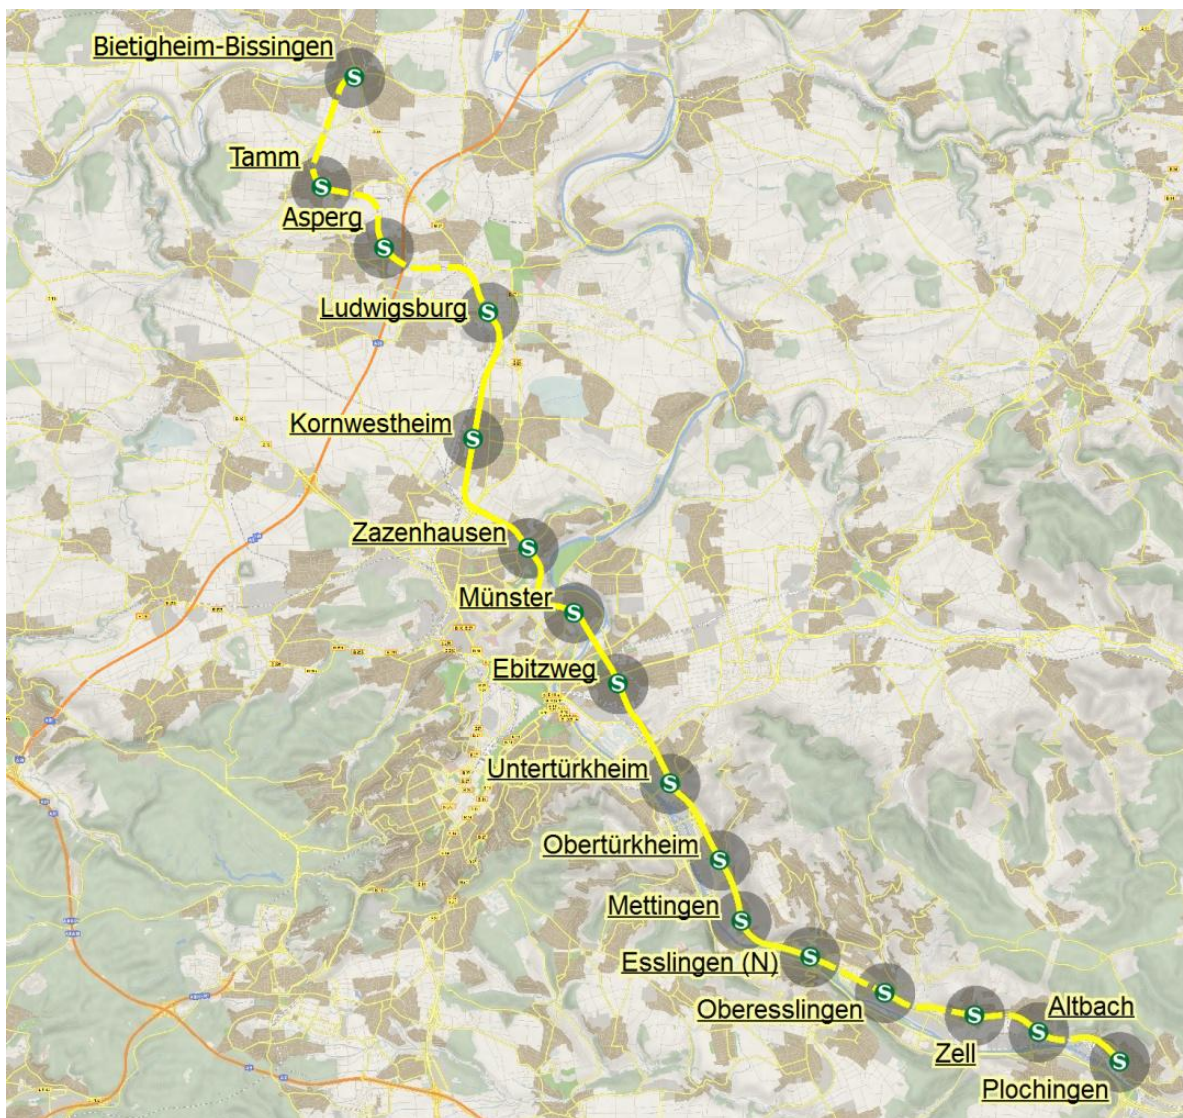 Bietigheim-Bissingen
S
Tamm
S
Asperg
S
Ludwigsburg
S
Kornwestheim
S
Zazenhausen
S
Münster
S
Ebitzweg
S
Untertürkheim
S
Obertürkheim
S
Mettingen
S
Esslingen (N)
S
Oberesslingen
S
Zell
S
Altbach
S
Plochingen
S